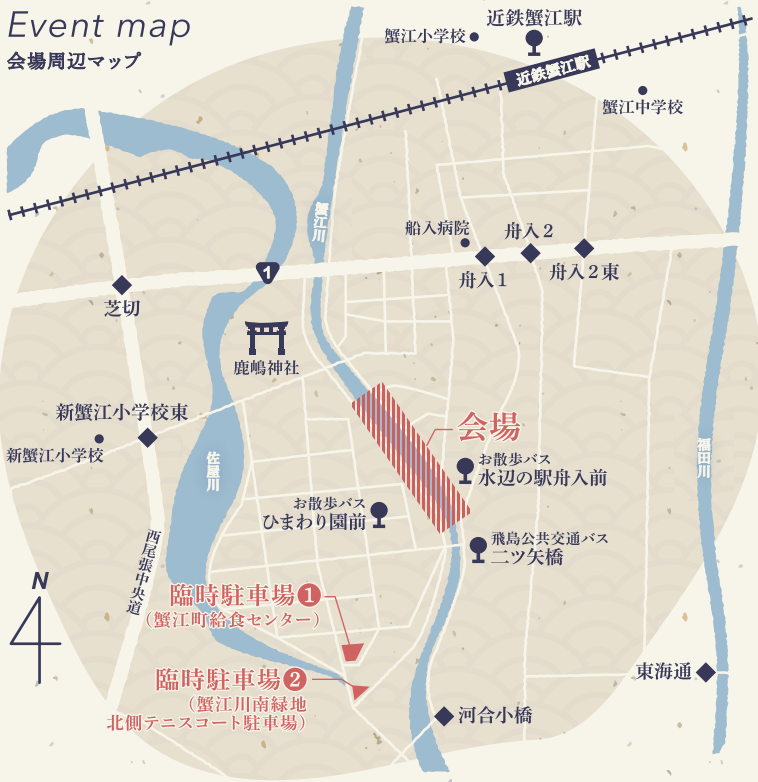 Event map
会場周辺マップ
近鉄蟹江駅
蟹江小学校
近鉄蟹江駅
蟹江中学校
蟹江川
船入病院
舟入2
舟入1
舟入2東
1
芝切
鹿嶋神社
新蟹江小学校東
新蟹江小学校
佐屋川
会場
お散歩バス
水辺の駅舟入前
福田川
お散歩バス
ひまわり園前
飛島公共交通バス
二ツ矢橋
西尾張中央道
N
臨時駐車場1
(蟹江町給食センター)
臨時駐車場2
(蟹江川南緑地
北側テニスコート駐車場)
東海通
河合小橋